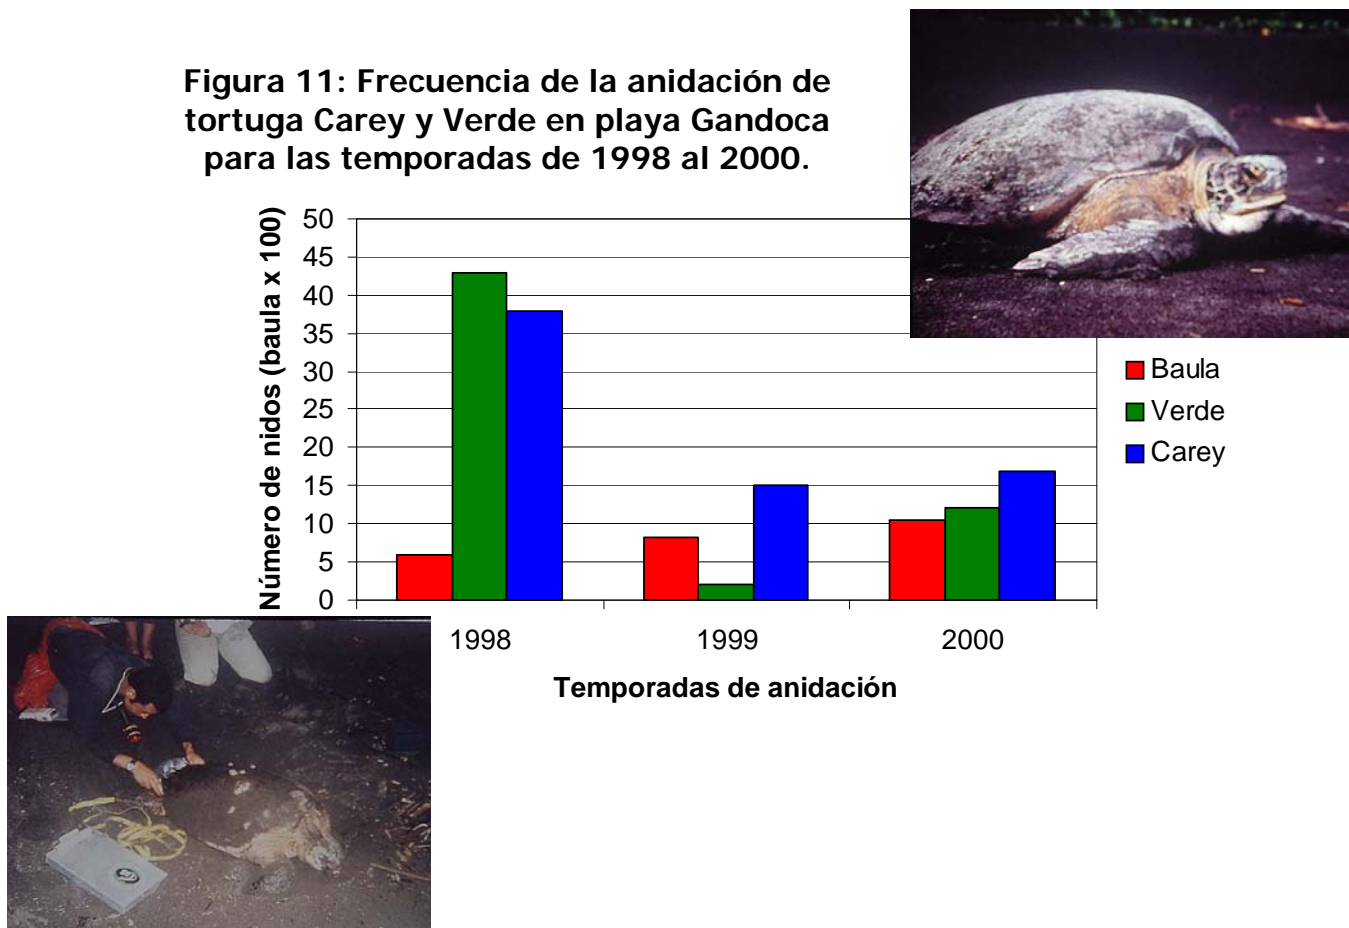 Figura 11: Frecuencia de la anidación de
tortuga Carey y Verde en playa Gandoca
para las temporadas de 1998 al 2000.
Número de nidos (baula x 100)
50
45
40
35
30
25
20
15
10
5
0
1998 1999 2000
Temporadas de anidación
Baula
Verde
Carey